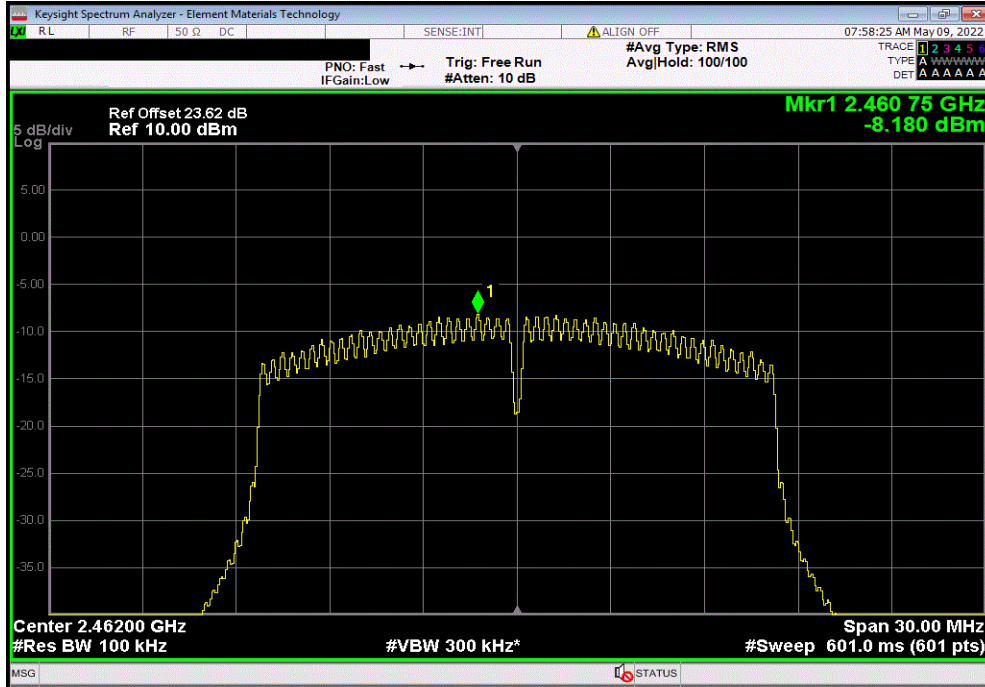 Keysight Spectrum Analyzer - Element Materials Technology
LXI RL RF 50 Ω DC SENSE:INT ALIGN OFF 07:58:25 AM May 09, 2022
#Avg Type: RMS TRACE 1 2 3 4 5 6
PNO: Fast Trig: Free Run Avg|Hold: 100/100 TYPE A WWWWW
IFGain:Low #Atten: 10 dB DET A A A A A A
Mkr1 2.460 75 GHz
Ref Offset 23.62 dB
5 dB/div Ref 10.00 dBm -8.180 dBm
Log
5.00
0.00
1
-5.00
-10.0
-15.0
-20.0
-25.0
-30.0
-35.0
Center 2.46200 GHz Span 30.00 MHz
#Res BW 100 kHz #VBW 300 kHz* #Sweep 601.0 ms (601 pts)
MSG STATUS